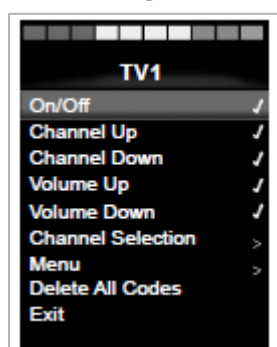 TV1
On/Off ✓
Channel Up ✓
Channel Down ✓
Volume Up ✓
Volume Down ✓
Channel Selection >
Menu >
Delete All Codes
Exit